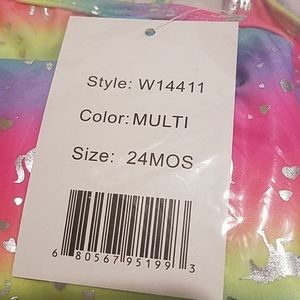 Style: W14411
Color: MULTI
Size: 24MOS
6 80567 95199 3